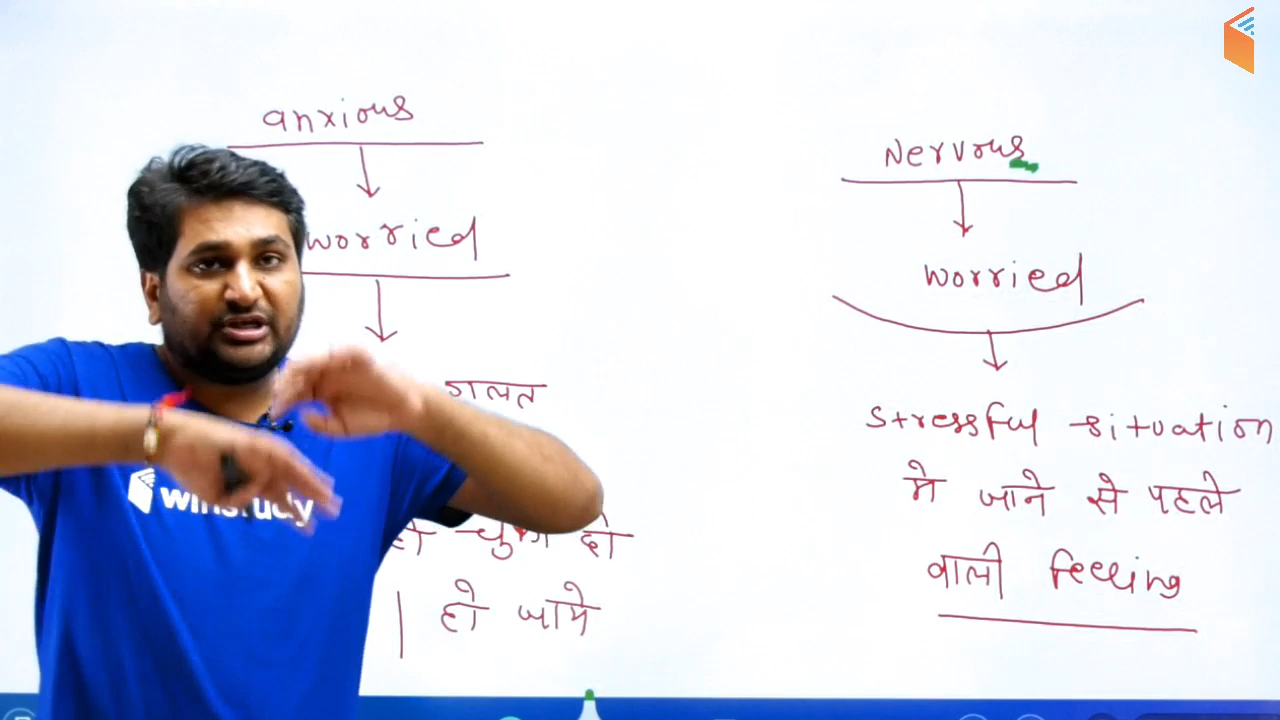 anxious
worried
गलत
हो चुका हो
हो जाये
Nervous
worried
stressful situation
मे जाने से पहले
वाली feeling
winstudy